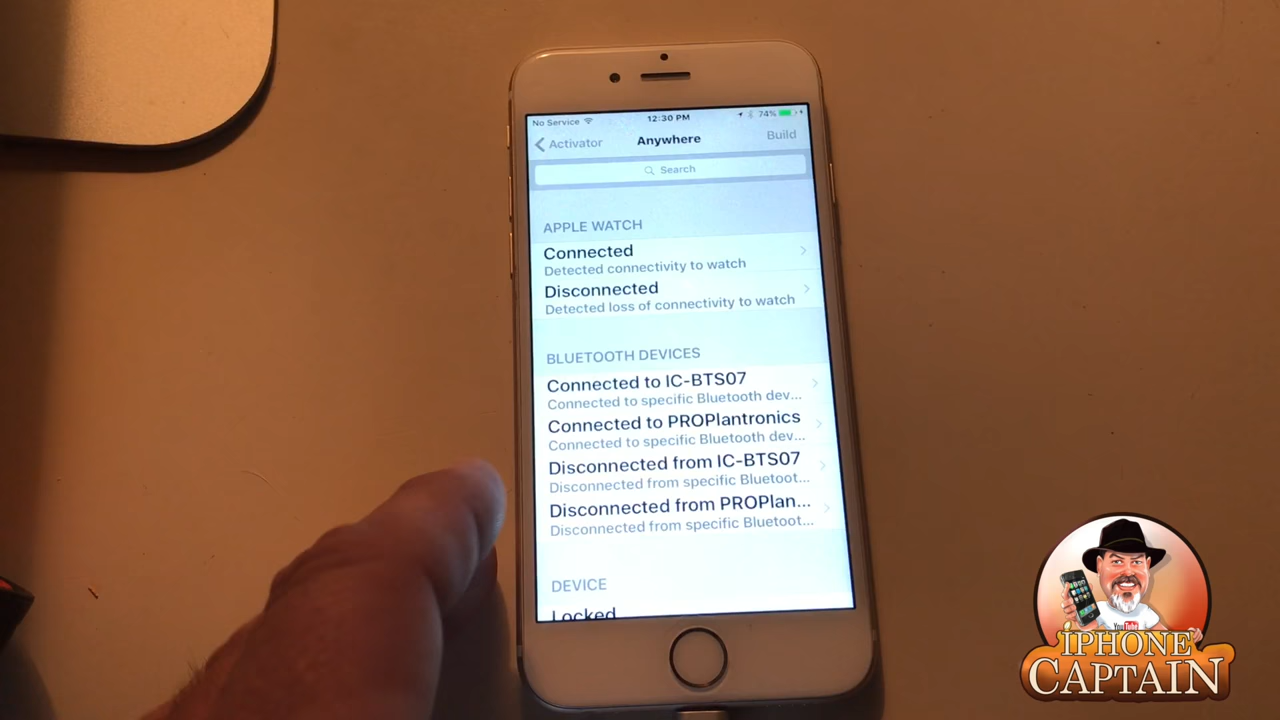 No Service
12:30 PM
74%
Activator
Anywhere
Build
Search
APPLE WATCH
Connected
Detected connectivity to watch
Disconnected
Detected loss of connectivity to watch
BLUETOOTH DEVICES
Connected to IC-BTS07
Connected to specific Bluetooth dev...
Connected to PROPlantronics
Connected to specific Bluetooth dev...
Disconnected from IC-BTS07
Disconnected from specific Bluetoot...
Disconnected from PROPlan...
Disconnected from specific Bluetoot...
DEVICE
Locked
YouTube
iPHONE
CAPTAIN